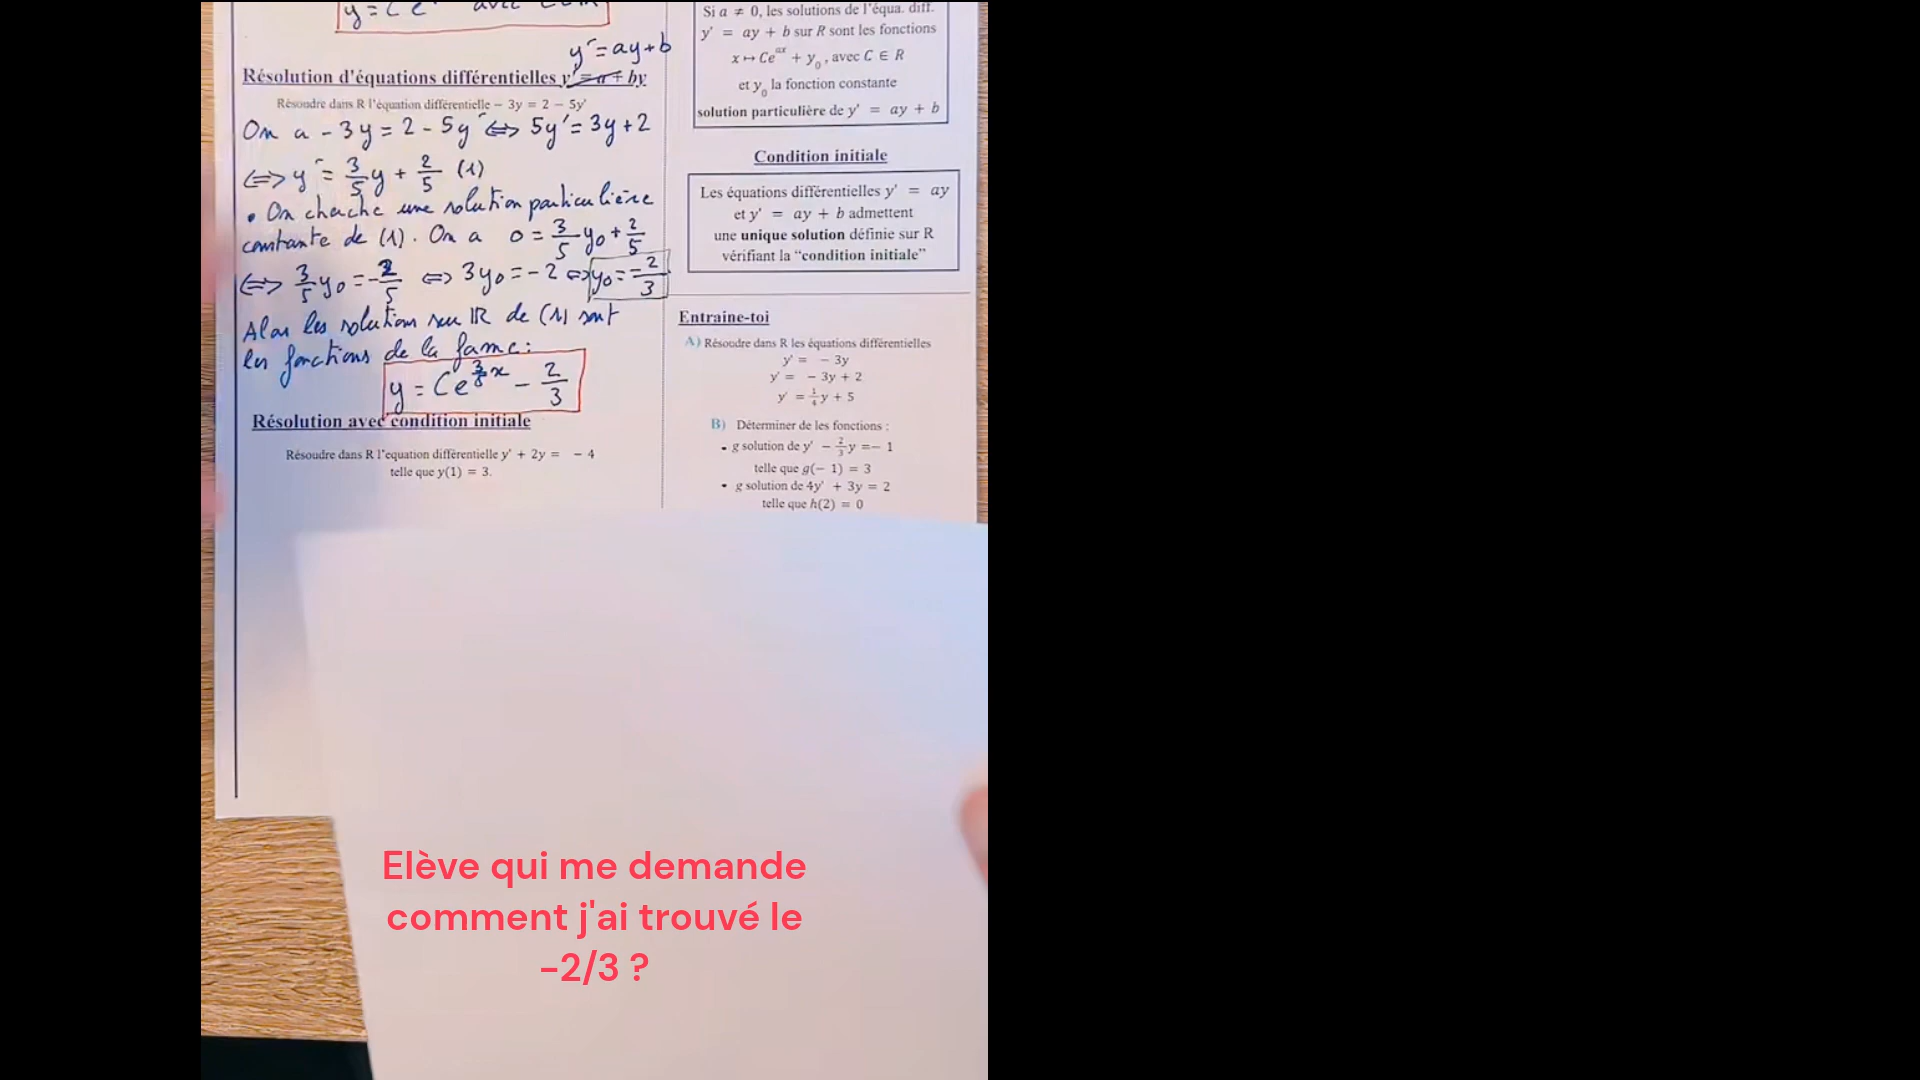 y = C e
y' = ay + b
Résolution d'équations différentielles y' = a + by
Résoudre dans R l'équation différentielle − 3y = 2 − 5y'
On a - 3y = 2 - 5y' ⟺ 5y' = 3y + 2
⟺ y' = 3/5 y + 2/5 (1)
• On cherche une solution particulière
constante de (1). On a 0 = 3/5 y0 + 2/5
⟺ 3/5 y0 = -2/5 ⟺ 3y0 = -2 ⟺ y0 = -2/3
Alors les solutions sur IR de (1) sont
les fonctions de la forme :
y = Ce^(3/5 x) - 2/3
Résolution avec condition initiale
Résoudre dans R l'equation différentielle y' + 2y = − 4
telle que y(1) = 3.
Si a ≠ 0, les solutions de l'équa. diff.
y' = ay + b sur R sont les fonctions
x ↦ Ce^ax + y0, avec C ∈ R
et y0 la fonction constante
solution particulière de y' = ay + b
Condition initiale
Les équations différentielles y' = ay
et y' = ay + b admettent
une unique solution définie sur R
vérifiant la "condition initiale"
Entraine-toi
A) Résoudre dans R les équations différentielles
y' = − 3y
y' = − 3y + 2
y' = 1/4 y + 5
B) Déterminer de les fonctions :
• g solution de y' − 2/3 y = − 1
telle que g(− 1) = 3
• g solution de 4y' + 3y = 2
telle que h(2) = 0
Elève qui me demande
comment j'ai trouvé le
-2/3 ?